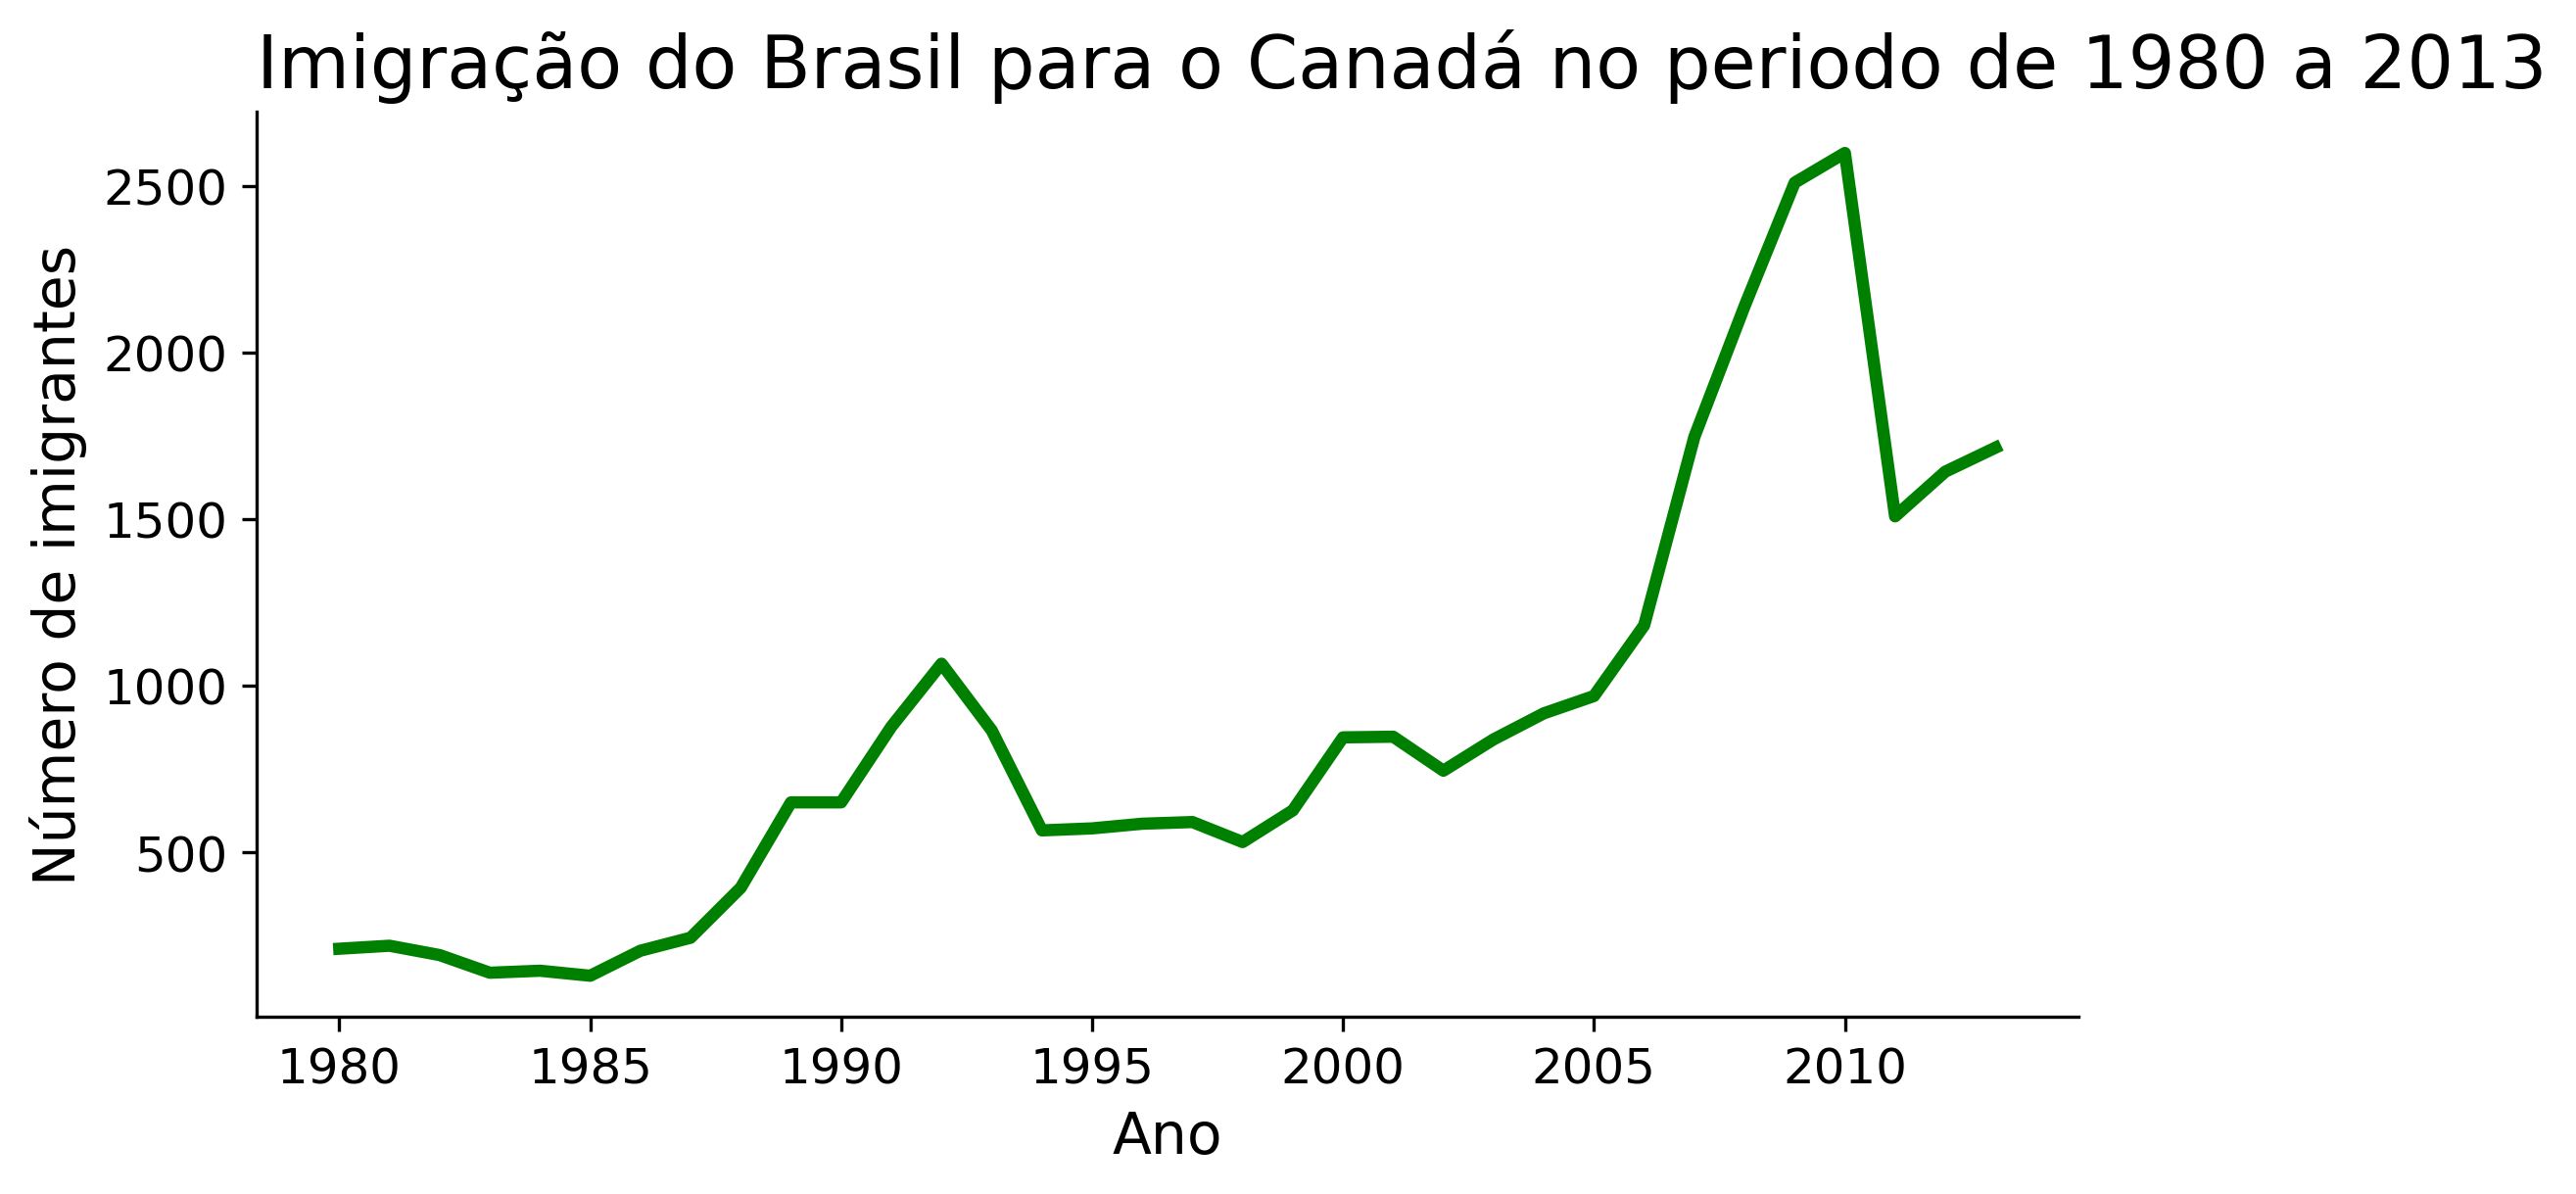 Imigração do Brasil para o Canadá no periodo de 1980 a 2013
Número de imigrantes
2500
2000
1500
1000
500
1980 1985 1990 1995 2000 2005 2010
Ano